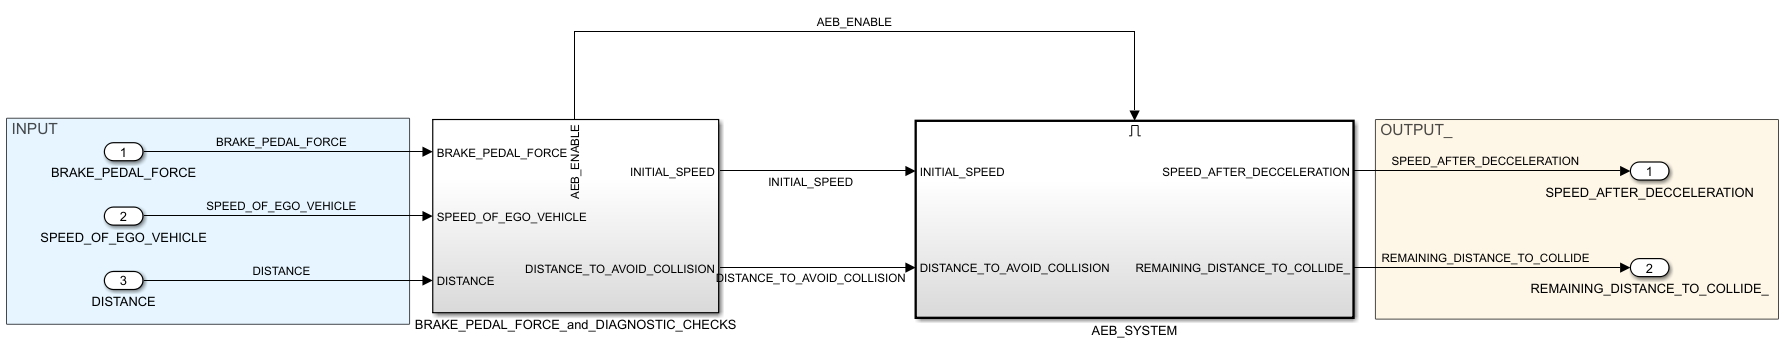 AEB_ENABLE
INPUT
1
BRAKE_PEDAL_FORCE
BRAKE_PEDAL_FORCE
2
SPEED_OF_EGO_VEHICLE
SPEED_OF_EGO_VEHICLE
3
DISTANCE
DISTANCE
BRAKE_PEDAL_FORCE
AEB_ENABLE
SPEED_OF_EGO_VEHICLE
DISTANCE
INITIAL_SPEED
DISTANCE_TO_AVOID_COLLISION
BRAKE_PEDAL_FORCE_and_DIAGNOSTIC_CHECKS
INITIAL_SPEED
DISTANCE_TO_AVOID_COLLISION
INITIAL_SPEED
DISTANCE_TO_AVOID_COLLISION
SPEED_AFTER_DECCELERATION
REMAINING_DISTANCE_TO_COLLIDE_
AEB_SYSTEM
OUTPUT_
SPEED_AFTER_DECCELERATION
1
SPEED_AFTER_DECCELERATION
REMAINING_DISTANCE_TO_COLLIDE
2
REMAINING_DISTANCE_TO_COLLIDE_